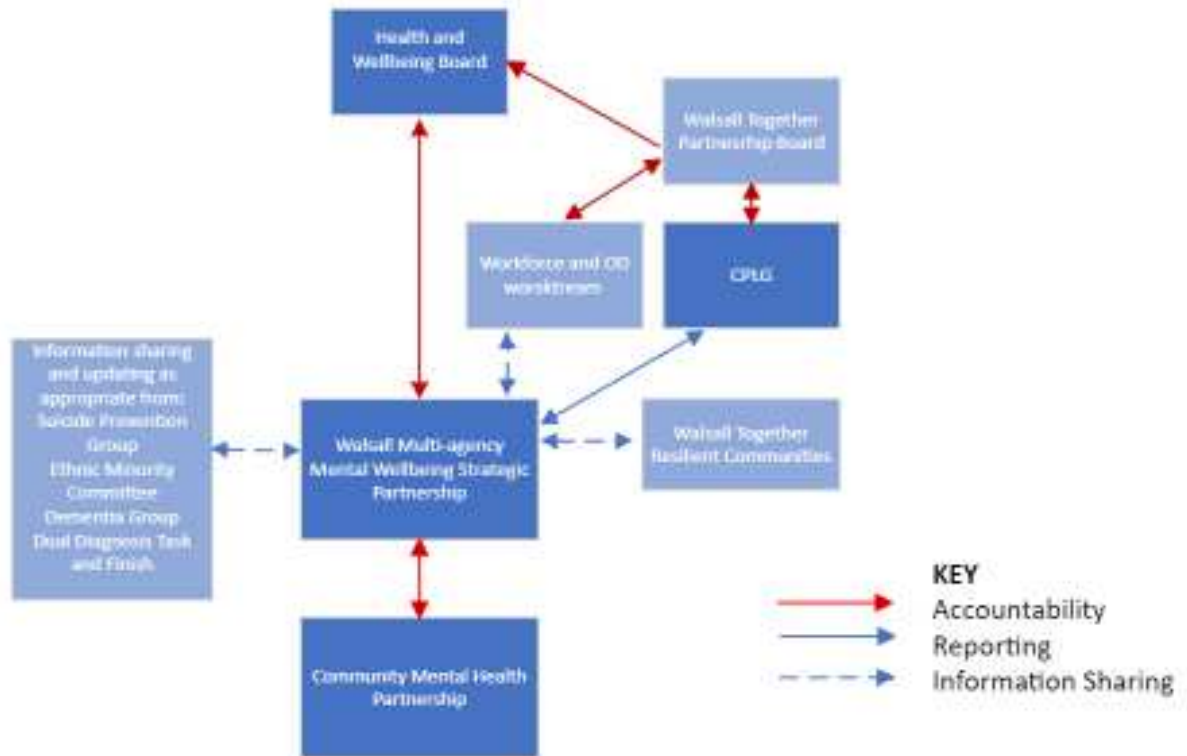 Health and
Wellbeing Board
Walsall Together
Partnesrhip Board
Workforce and OD
worsktreses
CPLG
Information sharing
and updating as
appropriate from:
Suicide Prevention
Group
Ethnic Minority
Committee
Dementia Group
Dual Diagnosis Task
and Finish
Walsall Multi-agency
Mental Wellbeing Strategic
Partnership
Walsall Together
Resilient Communities
Community Mental Health
Partnership
KEY
Accountability
Reporting
Information Sharing